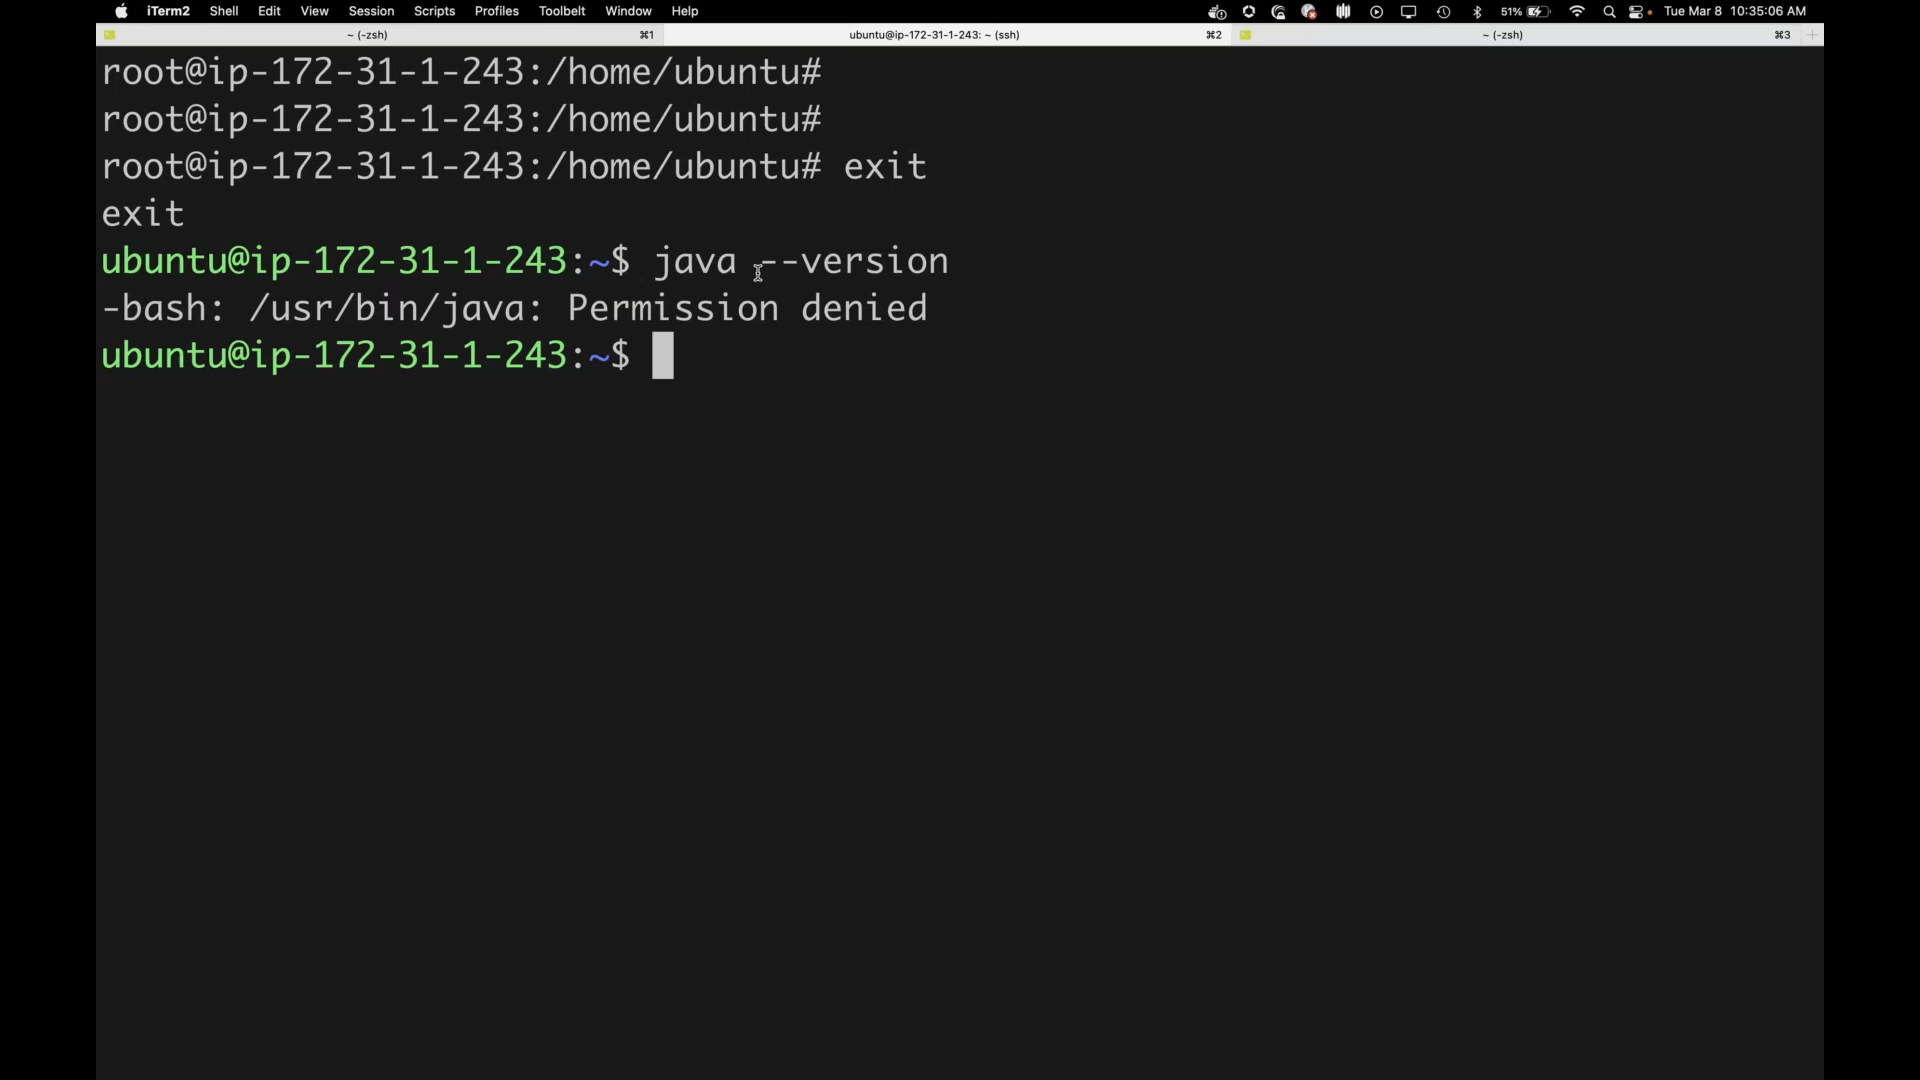 iTerm2 Shell Edit View Session Scripts Profiles Toolbelt Window Help 51% Tue Mar 8 10:35:06 AM
~ (-zsh) ⌘1 ubuntu@ip-172-31-1-243: ~ (ssh) ⌘2 ~ (-zsh) ⌘3
root@ip-172-31-1-243:/home/ubuntu#
root@ip-172-31-1-243:/home/ubuntu#
root@ip-172-31-1-243:/home/ubuntu# exit
exit
ubuntu@ip-172-31-1-243:~$ java --version
-bash: /usr/bin/java: Permission denied
ubuntu@ip-172-31-1-243:~$